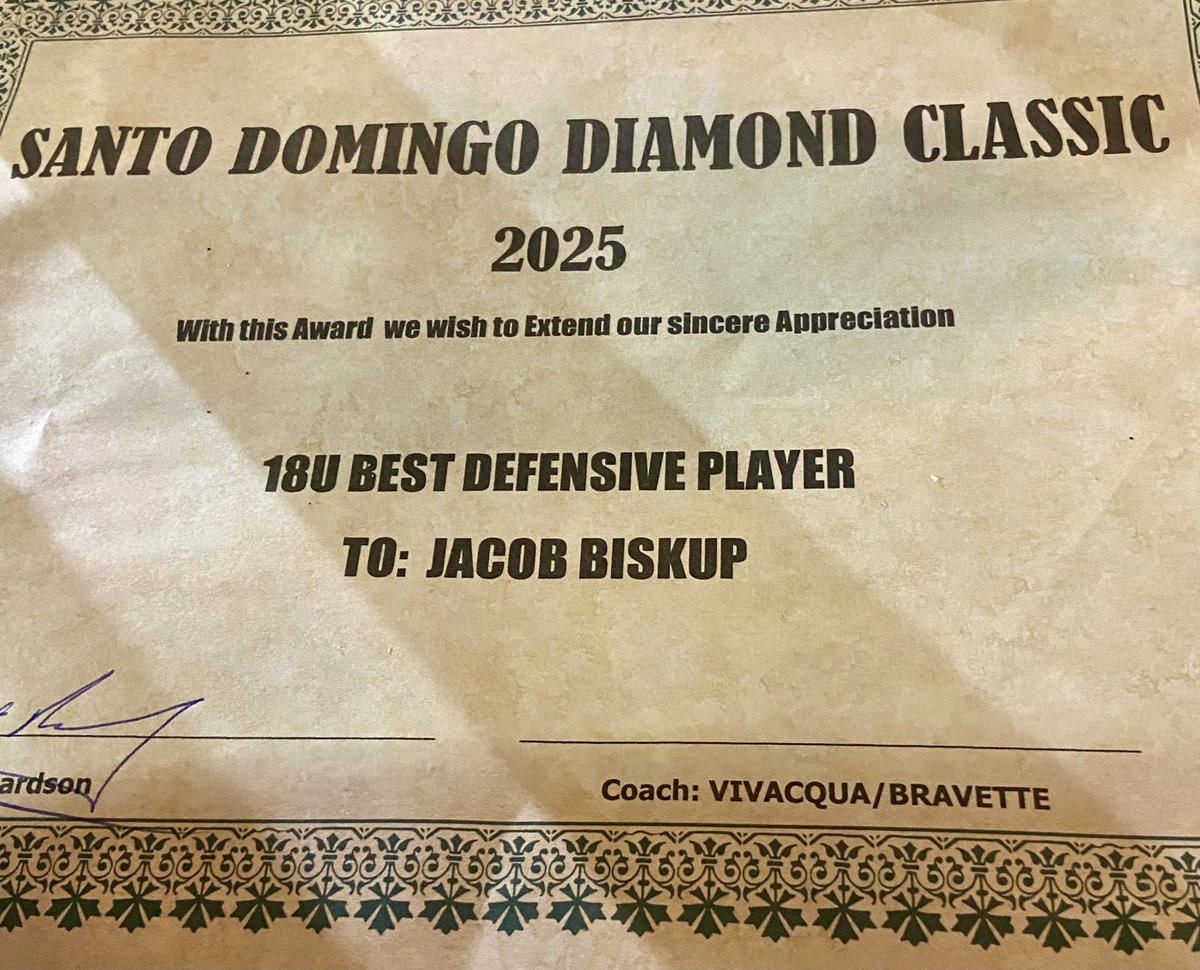 SANTO DOMINGO DIAMOND CLASSIC
2025
With this Award we wish to Extend our sincere Appreciation
18U BEST DEFENSIVE PLAYER
TO: JACOB BISKUP
ardson
Coach: VIVACQUA/BRAVETTE